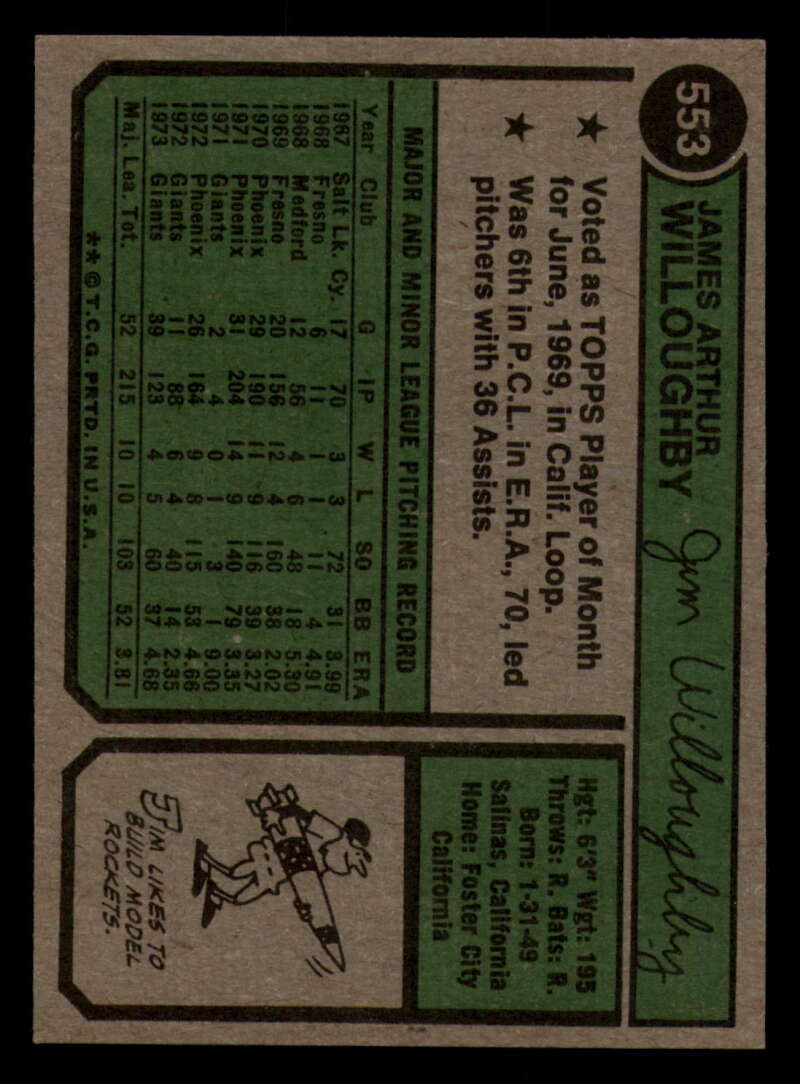 553
JAMES ARTHUR
WILLOUGHBY
Jim Willoughby
★ Voted as TOPPS Player of Month
for June, 1969, in Calif. Loop.
★ Was 6th in P.C.L. in E.R.A., 70, led
pitchers with 36 Assists.
MAJOR AND MINOR LEAGUE PITCHING RECORD
Year Club G IP W L SO BB ERA
1967 Salt Lk. Cy. 17 70 3 3 72 31 3.99
1968 Fresno 6 11 1 1 11 4 4.91
1968 Medford 12 56 4 6 48 18 5.30
1969 Fresno 20 156 12 4 160 38 2.02
1970 Phoenix 29 190 11 9 116 39 3.27
1971 Phoenix 31 204 14 9 140 79 3.35
1971 Giants 2 4 0 1 3 1 9.00
1972 Phoenix 26 164 9 8 115 53 4.66
1972 Giants 11 88 6 4 40 14 2.35
1973 Giants 39 123 4 5 60 37 4.68
Maj. Lea. Tot. 52 215 10 10 103 52 3.81
**© T.C.G. PRTD. IN U.S.A.
Hgt: 6'3" Wgt: 195
Throws: R. Bats: R.
Born: 1-31-49
Salinas, California
Home: Foster City
California
JIM LIKES TO
BUILD MODEL
ROCKETS.